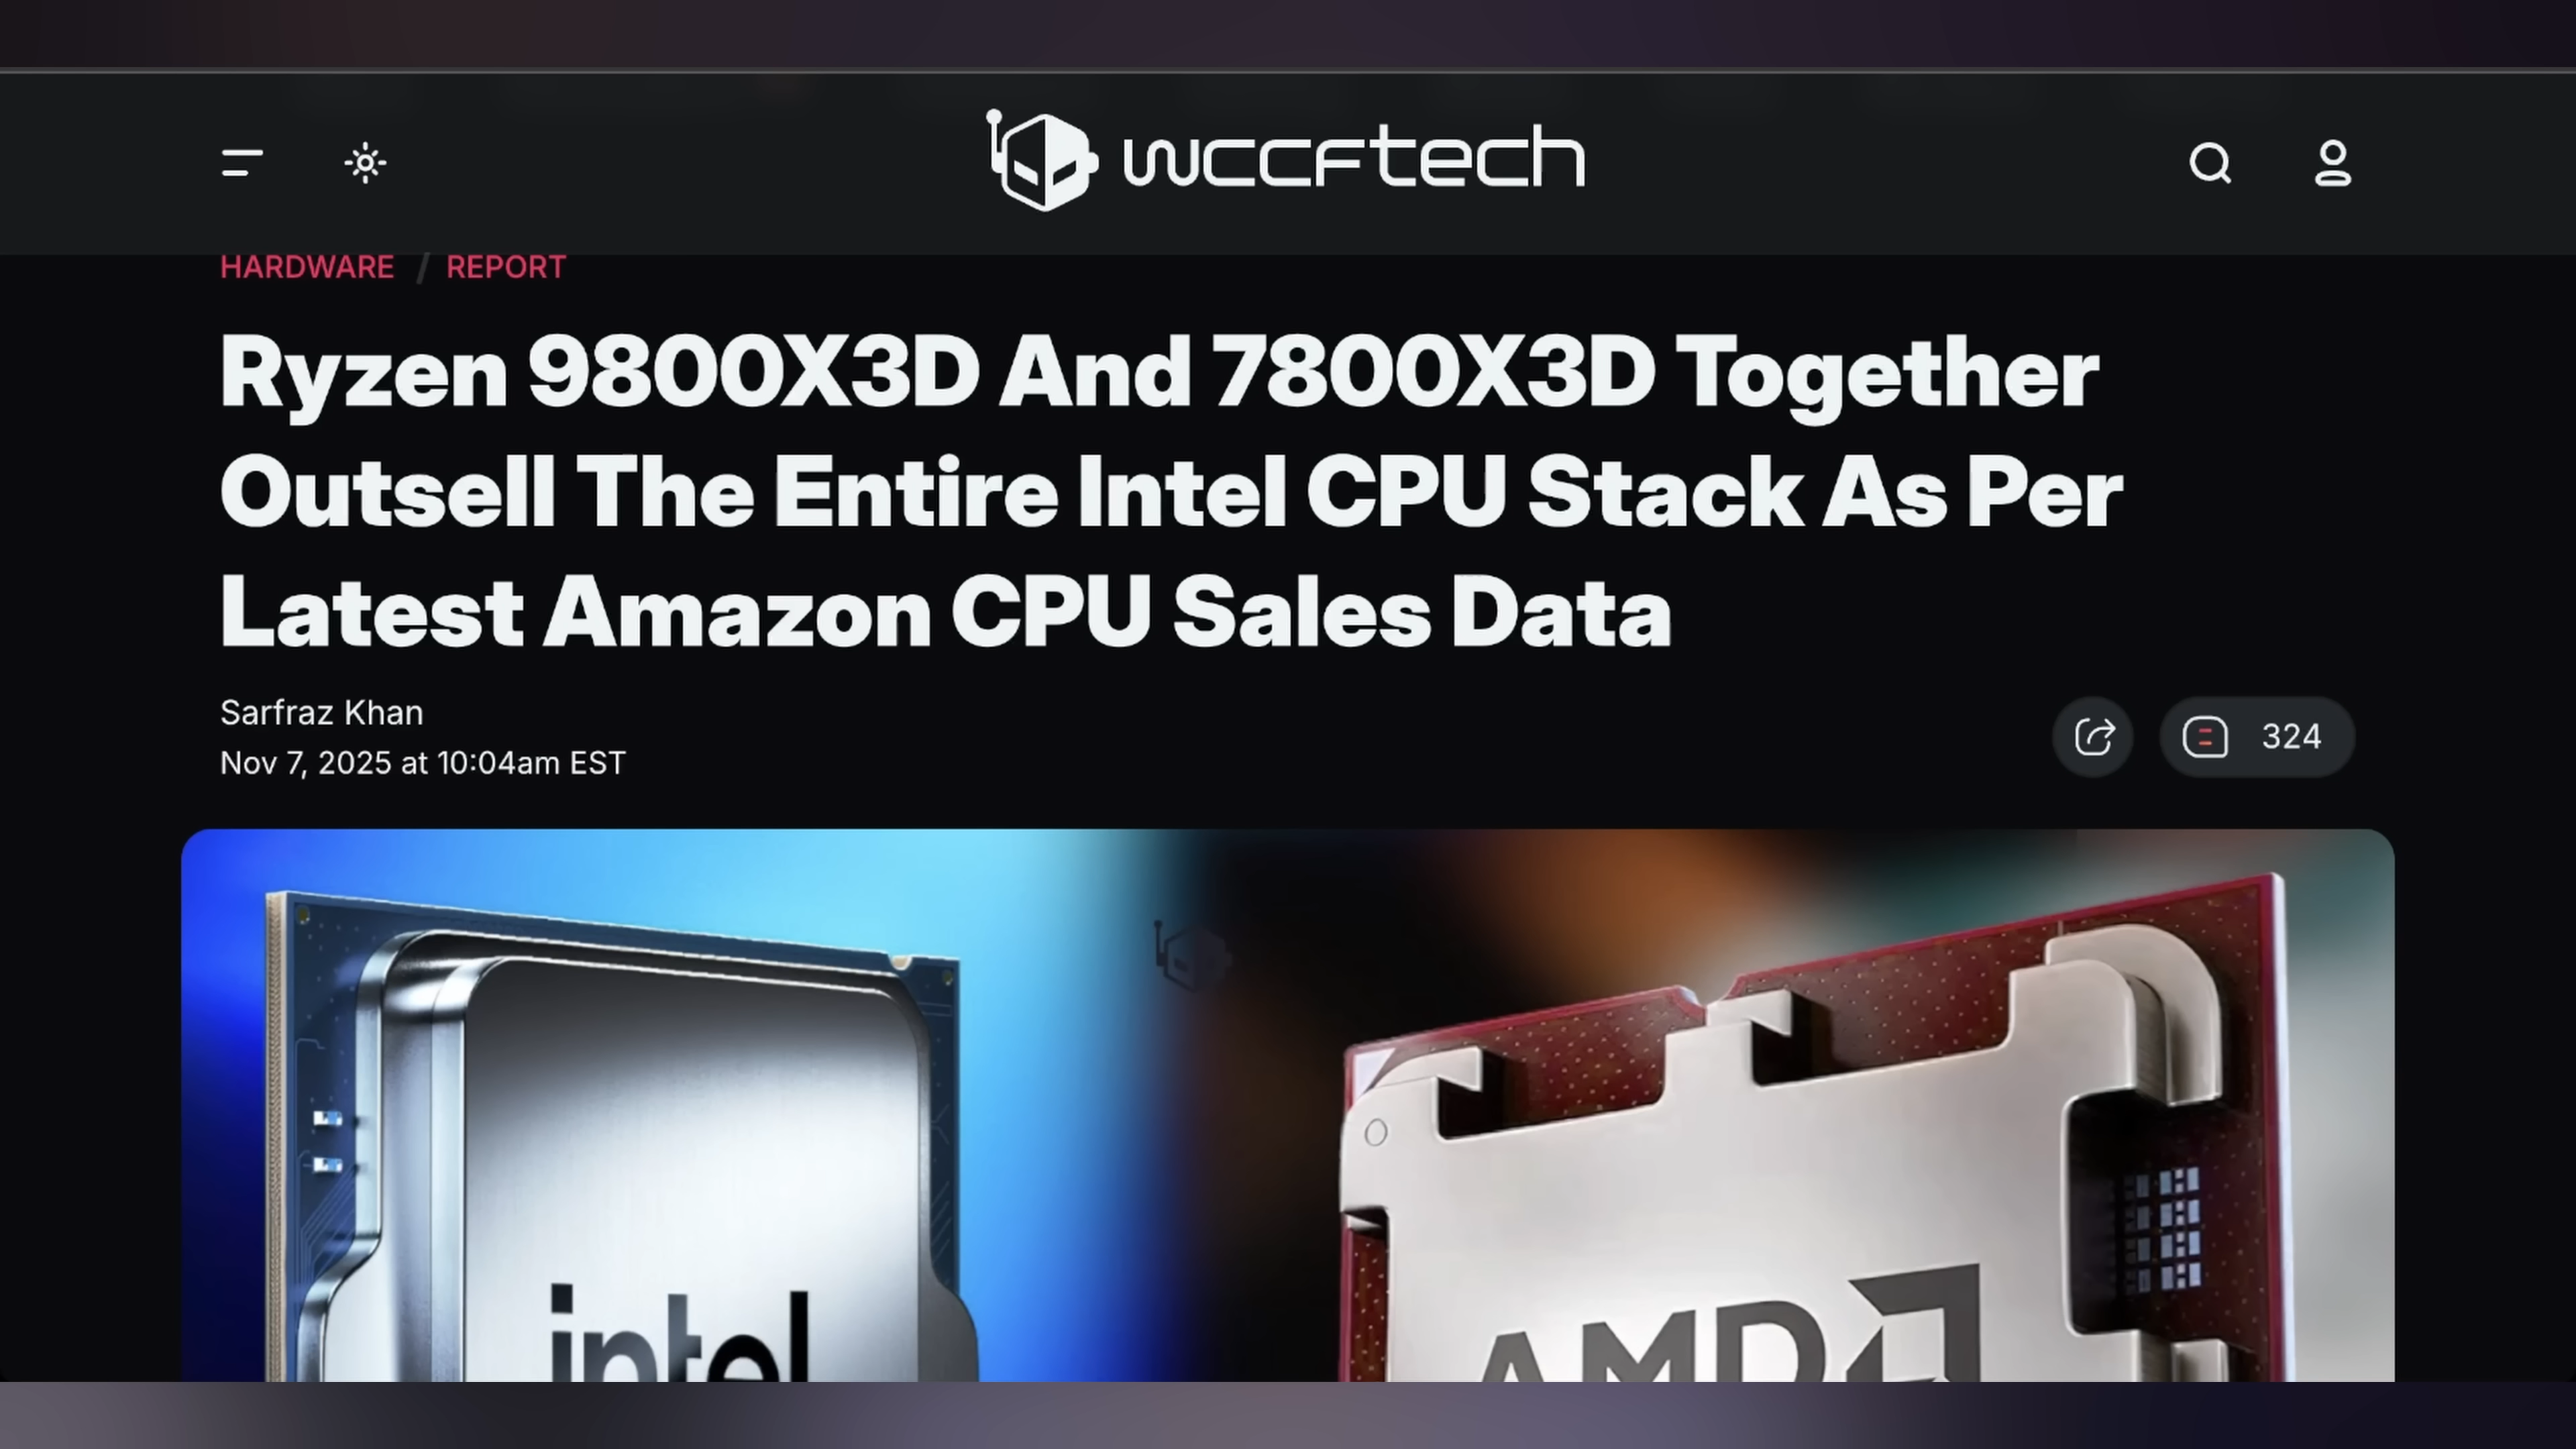 wccftech
HARDWARE / REPORT
Ryzen 9800X3D And 7800X3D Together
Outsell The Entire Intel CPU Stack As Per
Latest Amazon CPU Sales Data
Sarfraz Khan
Nov 7, 2025 at 10:04am EST
324
intel
AMD